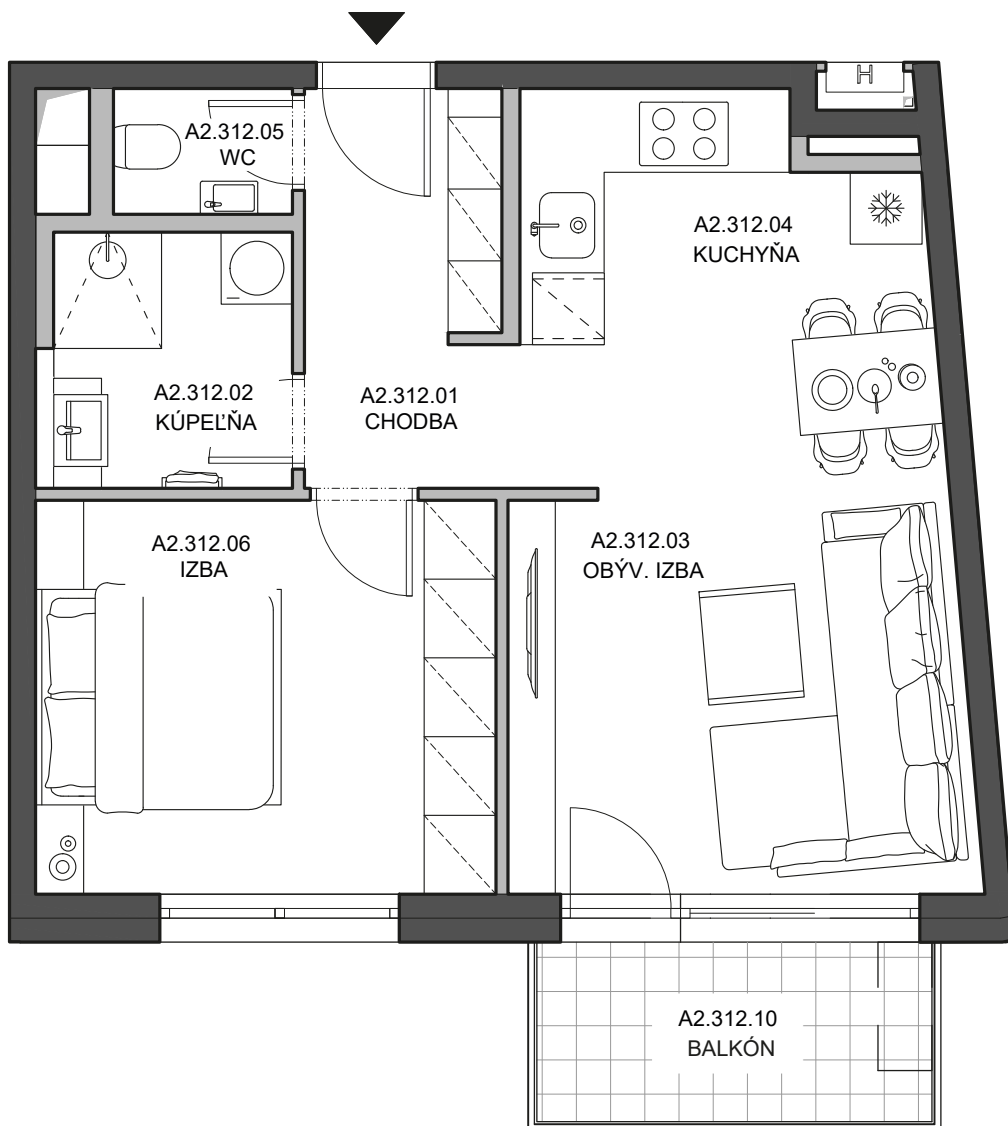 H
A2.312.05
WC
A2.312.04
KUCHYŇA
A2.312.02
KÚPEĽŇA
A2.312.01
CHODBA
A2.312.06
IZBA
A2.312.03
OBÝV. IZBA
A2.312.10
BALKÓN